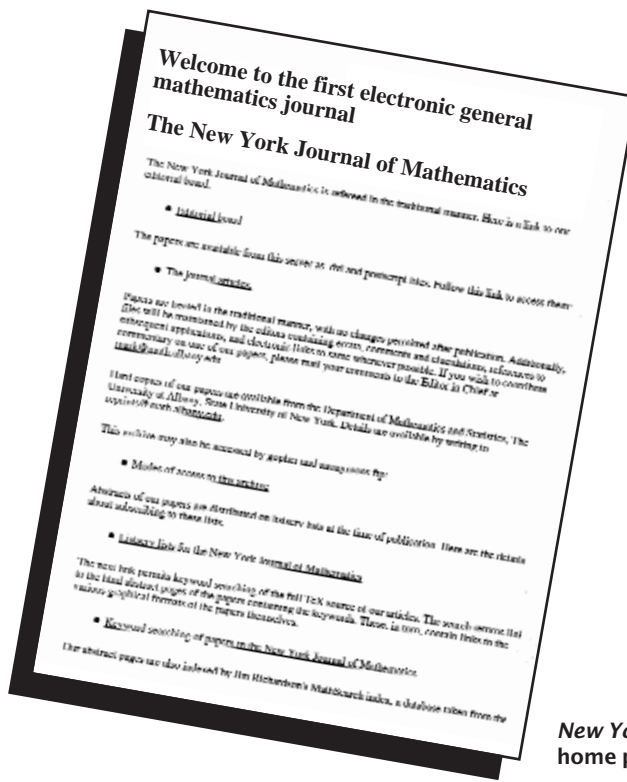 Welcome to the first electronic general
mathematics journal
The New York Journal of Mathematics
The New York Journal of Mathematics is refereed in the traditional manner. Here is a link to our
editorial board.
• Editorial board
The papers are available from this server as .dvi and postscript files. Follow this link to access them:
• The journal articles.
Papers are treated in the traditional manner, with no changes permitted after publication. Additionally,
files will be maintained by the editors containing errata, comments and elucidations, references to
subsequent applications, and electronic links to same wherever possible. If you wish to contribute
commentary on one of our papers, please mail your comments to the Editor in Chief at
Hard copies of our papers are available from the Department of Mathematics and Statistics, The
University at Albany, State University of New York. Details are available by writing to
This archive may also be accessed by gopher and anonymous ftp:
• Modes of access to this archive
Abstracts of our papers are distributed on listserv lists at the time of publication. Here are the details
about subscribing to these lists.
• Listserv lists for the New York Journal of Mathematics
The next link permits keyword searching of the full TeX source of our articles. The search returns
in the html abstract pages of the papers containing the keywords. These, in turn, contain links to the
various graphical formats of the papers themselves.
• Keyword searching of papers in the New York Journal of Mathematics
Our abstract pages are also indexed by Jim Richardson's MathSearch index, a database taken from the
New Yo
home p